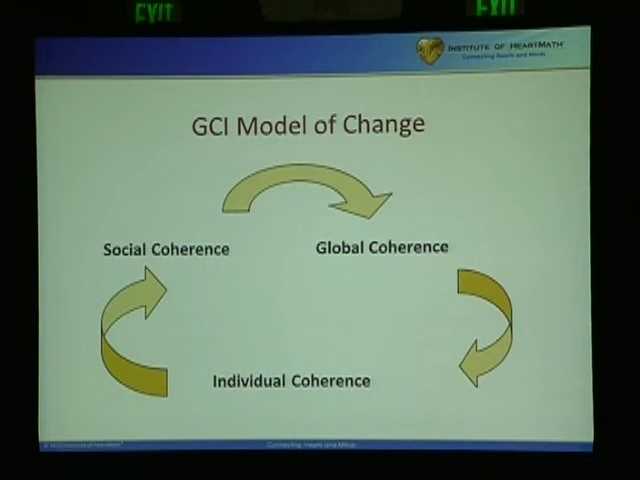 EXIT
EXIT
INSTITUTE OF HEARTMATH
Connecting Hearts and Minds
GCI Model of Change
Social Coherence
Global Coherence
Individual Coherence
Connecting Hearts and Minds